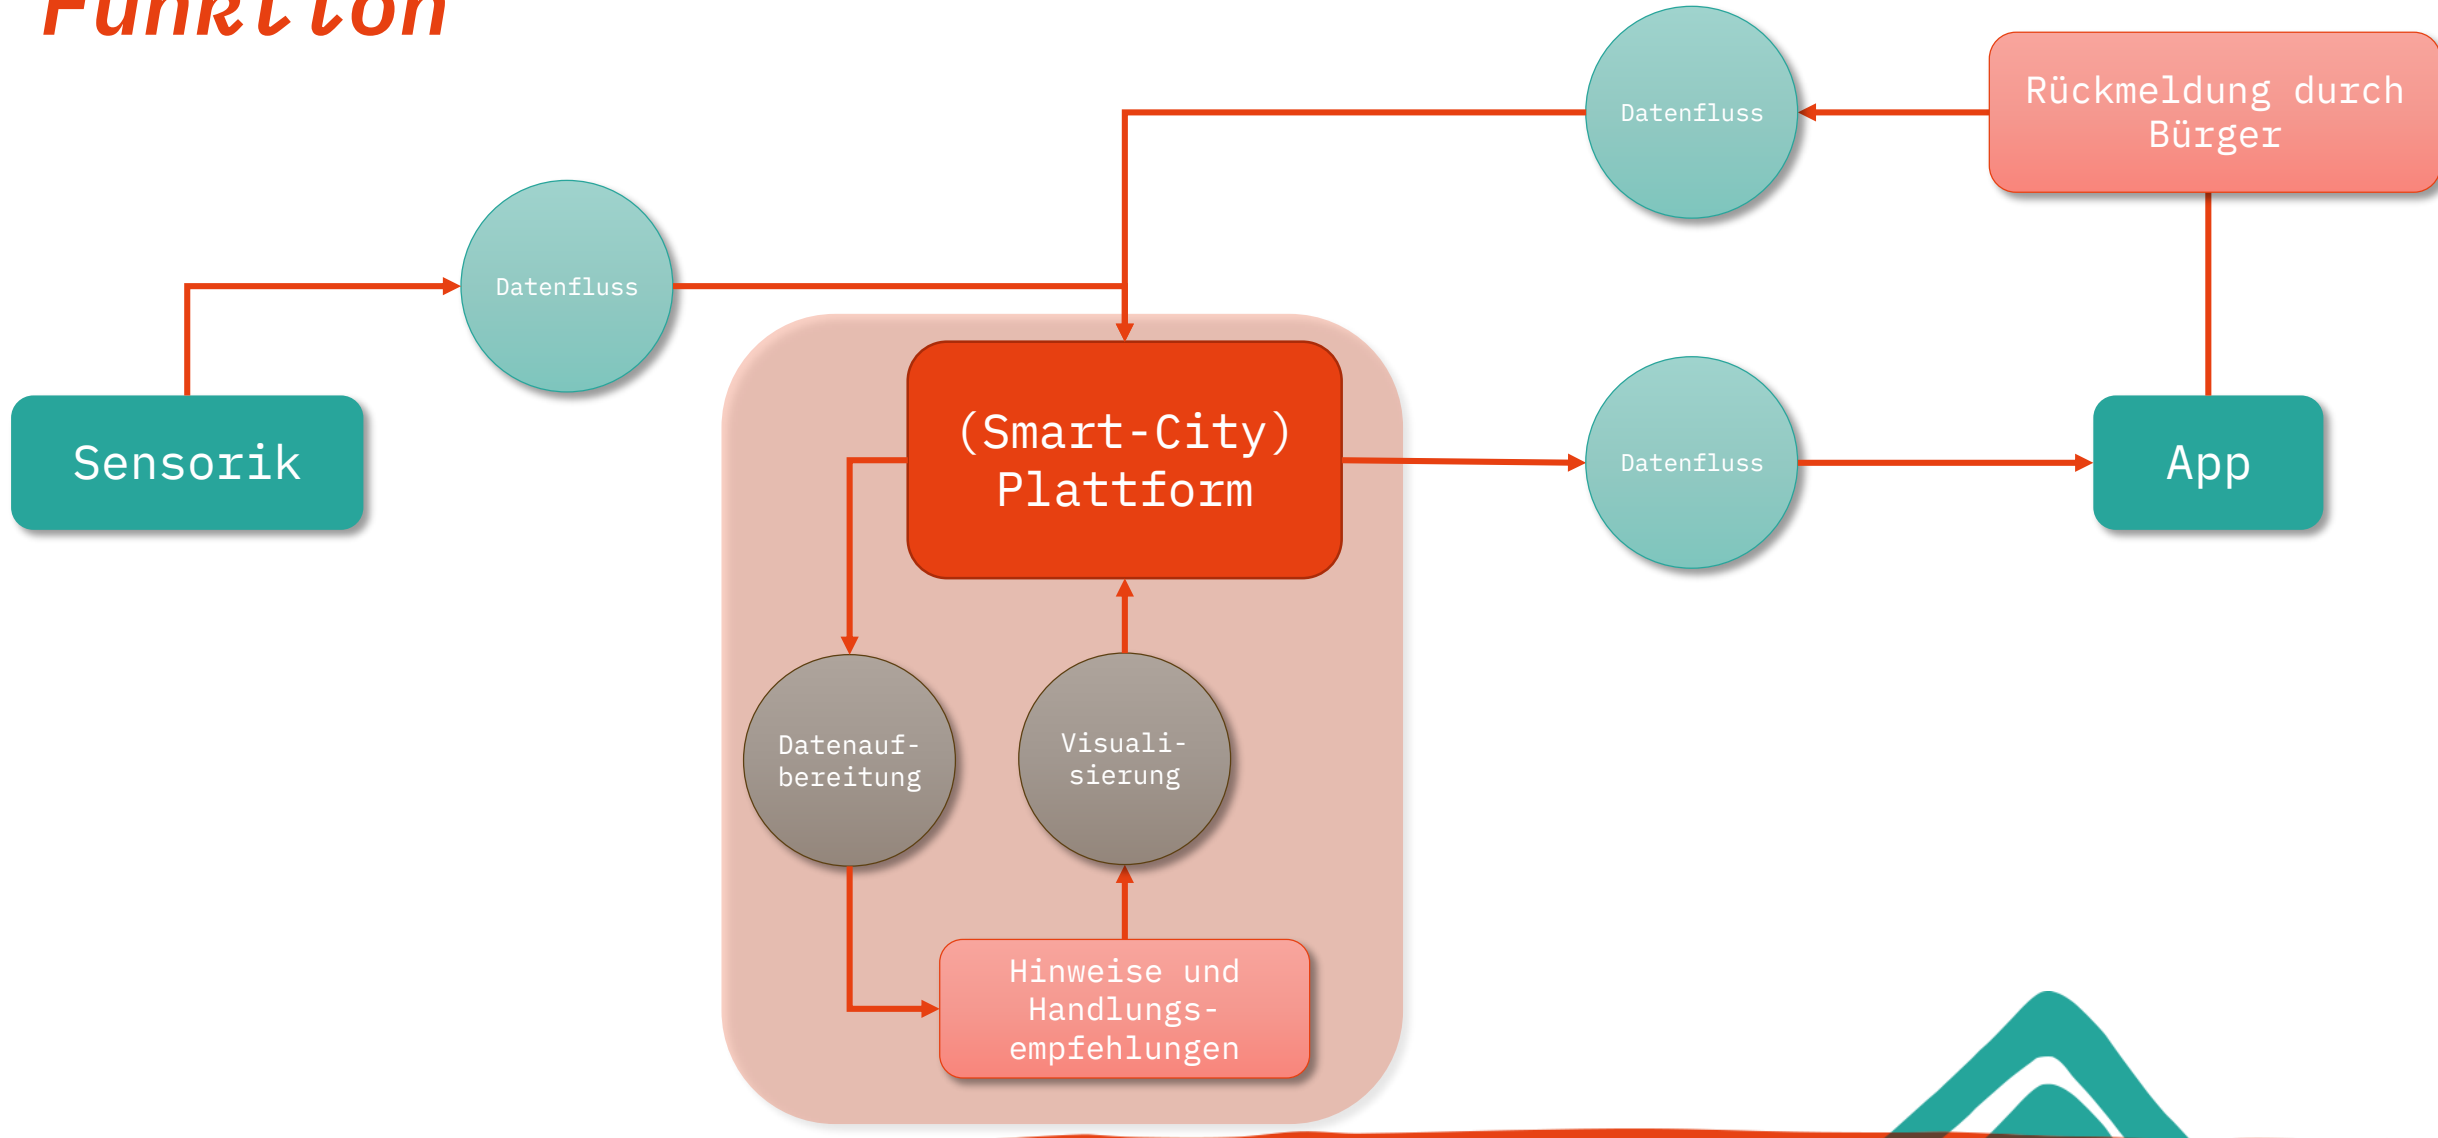 Funktion
Datenfluss
Rückmeldung durch
Bürger
Datenfluss
Sensorik
(Smart-City)
Plattform
Datenfluss
App
Datenauf-
bereitung
Visuali-
sierung
Hinweise und
Handlungs-
empfehlungen